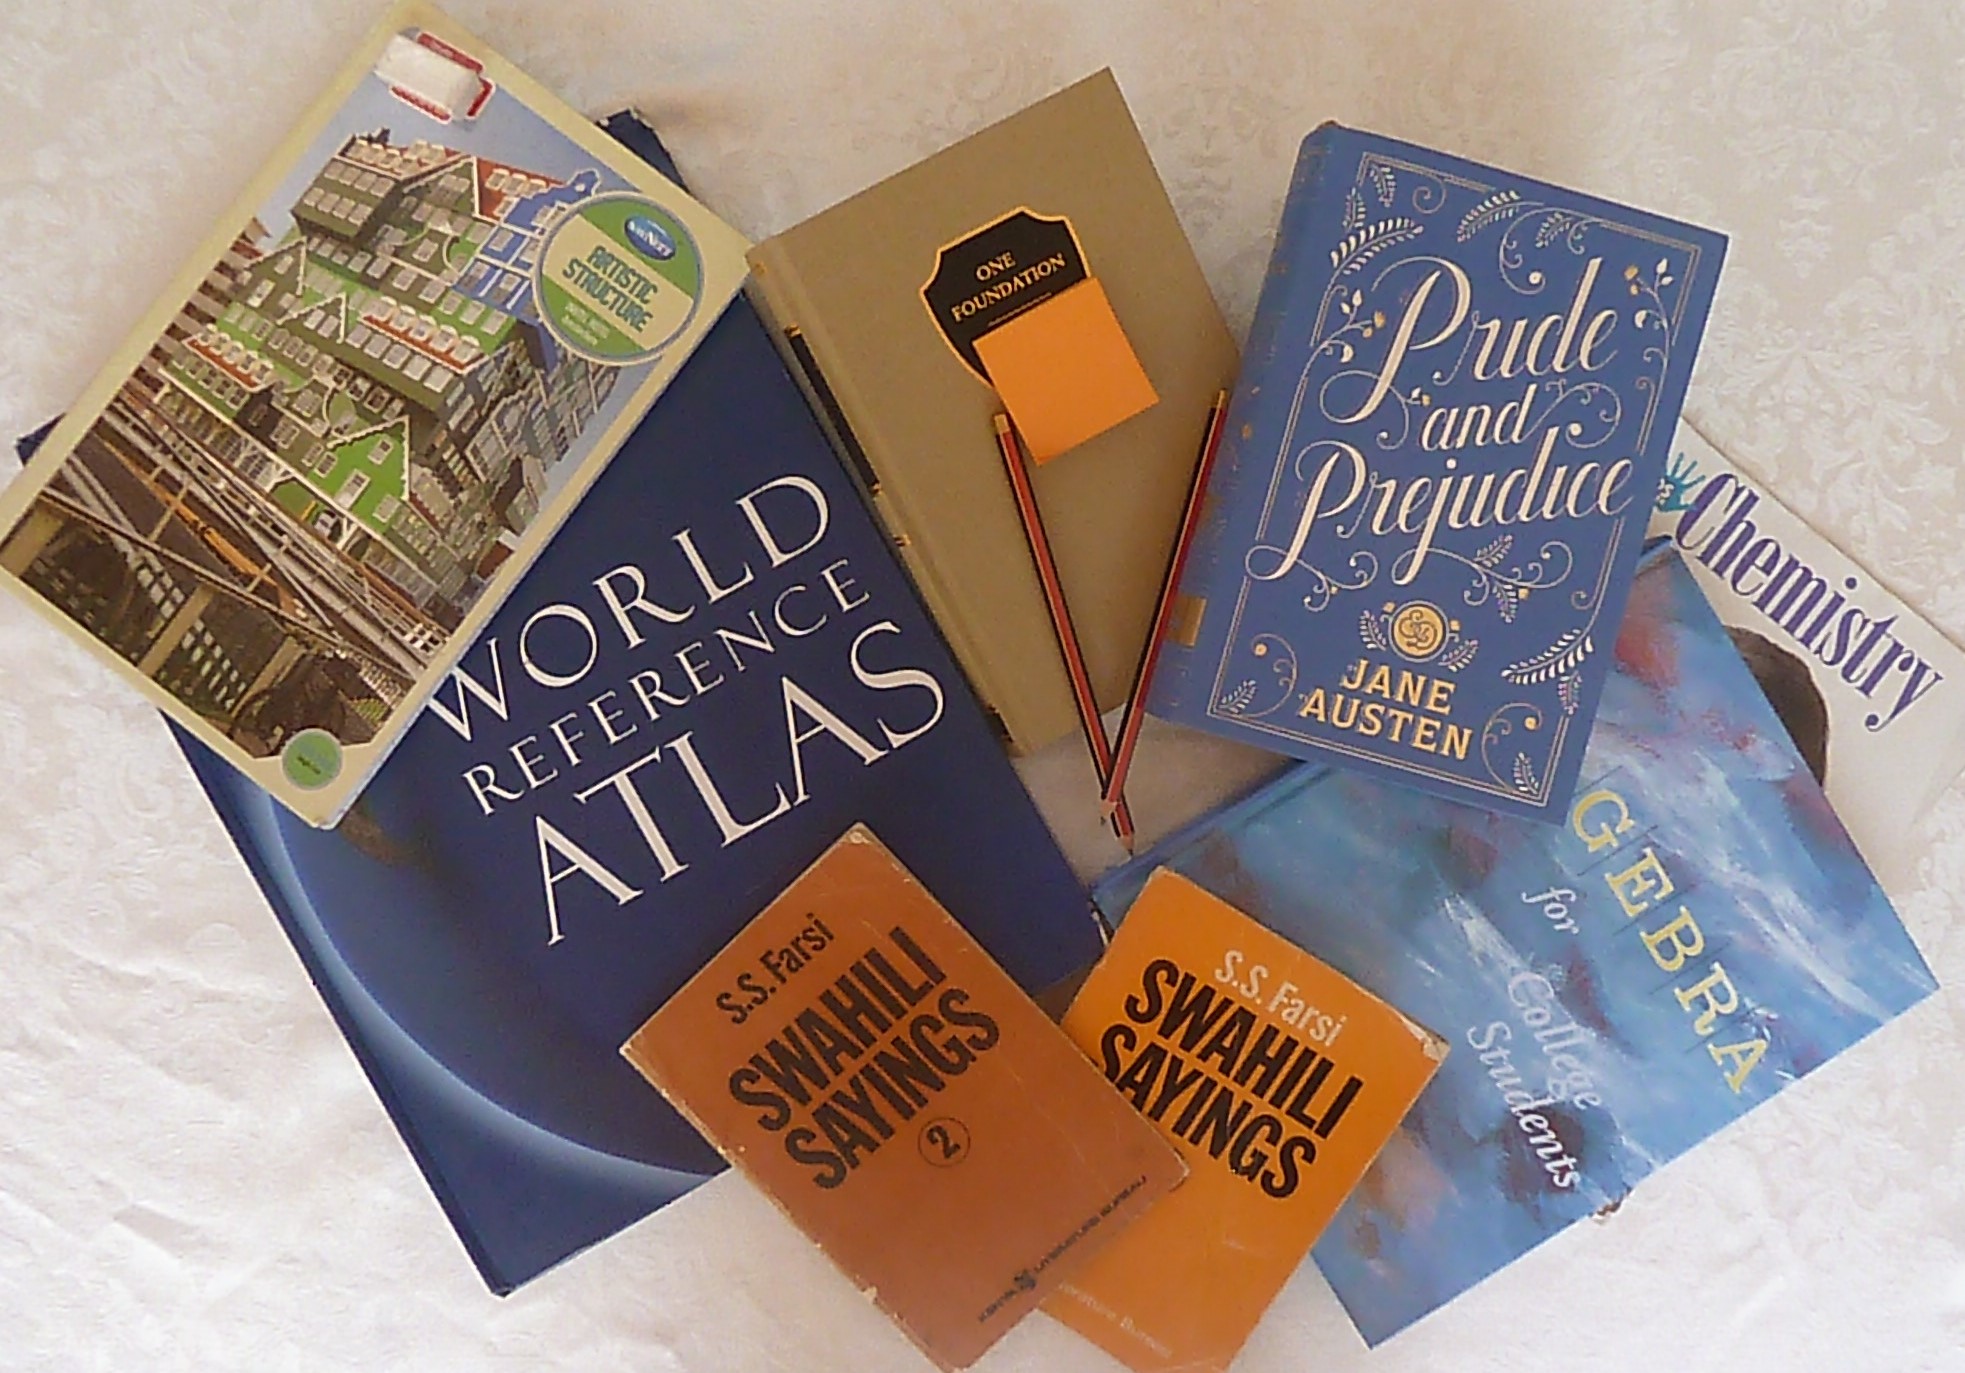 ARTISTIC
STRUCTURE
ONE
FOUNDATION
Pride
and
Prejudice
JANE
AUSTEN
Chemistry
WORLD
REFERENCE
ATLAS
GEBRA
for
College
Students
S.S. Farsi
SWAHILI
SAYINGS
2
S.S. Farsi
SWAHILI
SAYINGS